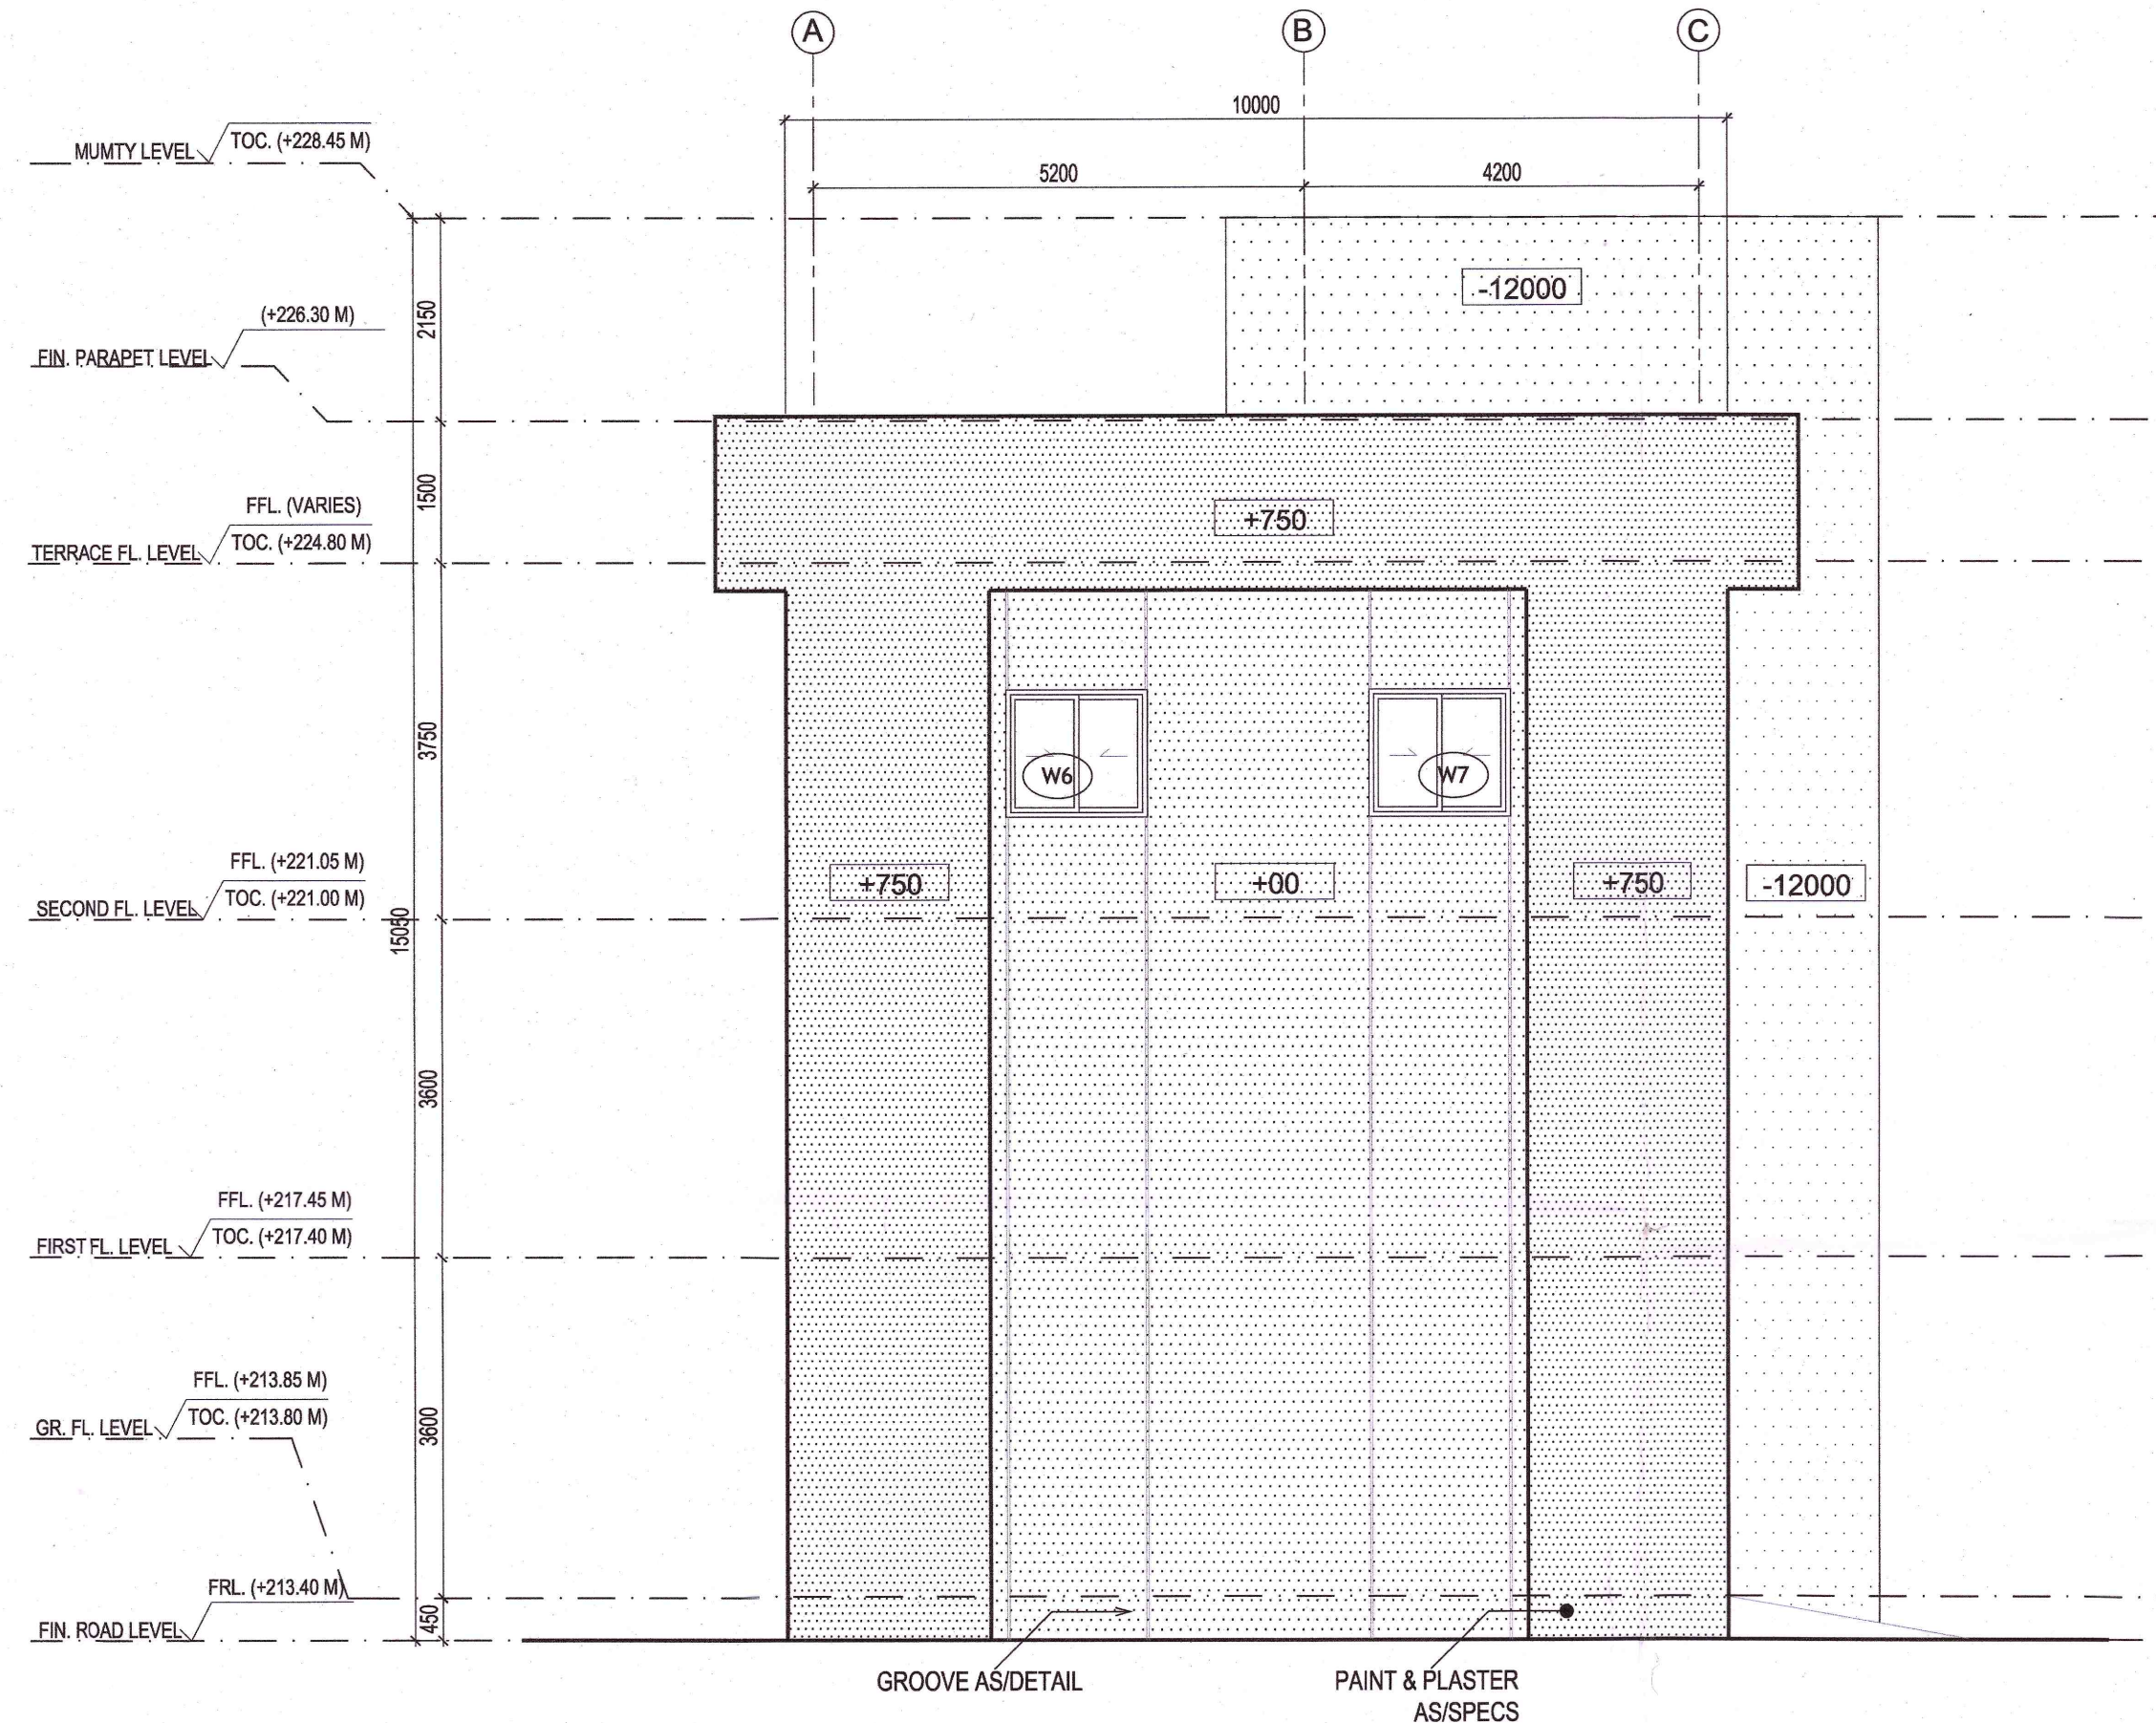 A
B
C
10000
5200
4200
MUMTY LEVEL
TOC. (+228.45 M)
-12000
2150
(+226.30 M)
FIN. PARAPET LEVEL
1500
+750
FFL. (VARIES)
TERRACE FL. LEVEL
TOC. (+224.80 M)
3750
W6
W7
FFL. (+221.05 M)
SECOND FL. LEVEL
TOC. (+221.00 M)
+750
+00
+750
-12000
15050
3600
FFL. (+217.45 M)
FIRST FL. LEVEL
TOC. (+217.40 M)
FFL. (+213.85 M)
GR. FL. LEVEL
TOC. (+213.80 M)
3600
FRL. (+213.40 M)
FIN. ROAD LEVEL
450
GROOVE AS/DETAIL
PAINT & PLASTER
AS/SPECS